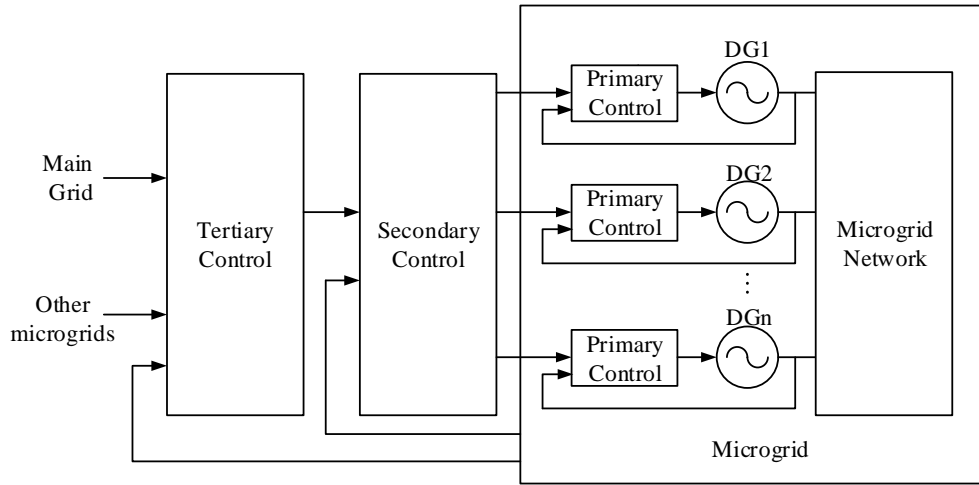 Main
Grid
Other
microgrids
Tertiary
Control
Secondary
Control
Primary
Control
DG1
Primary
Control
DG2
Primary
Control
DGn
Microgrid
Network
Microgrid